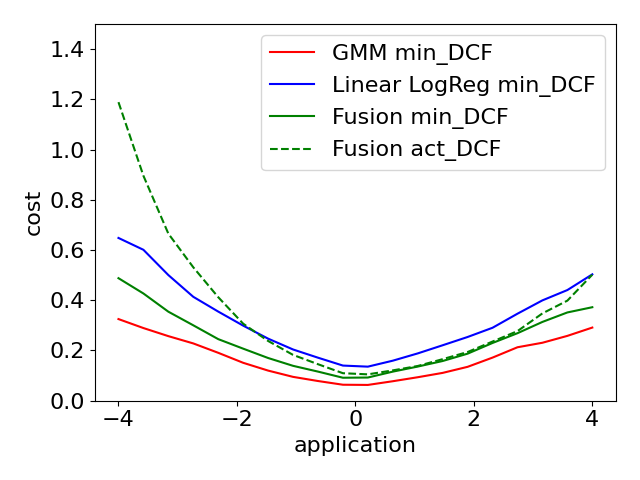 1.4
1.2
1.0
0.8
0.6
0.4
0.2
0.0
cost
GMM min_DCF
Linear LogReg min_DCF
Fusion min_DCF
Fusion act_DCF
−4 −2 0 2 4
application